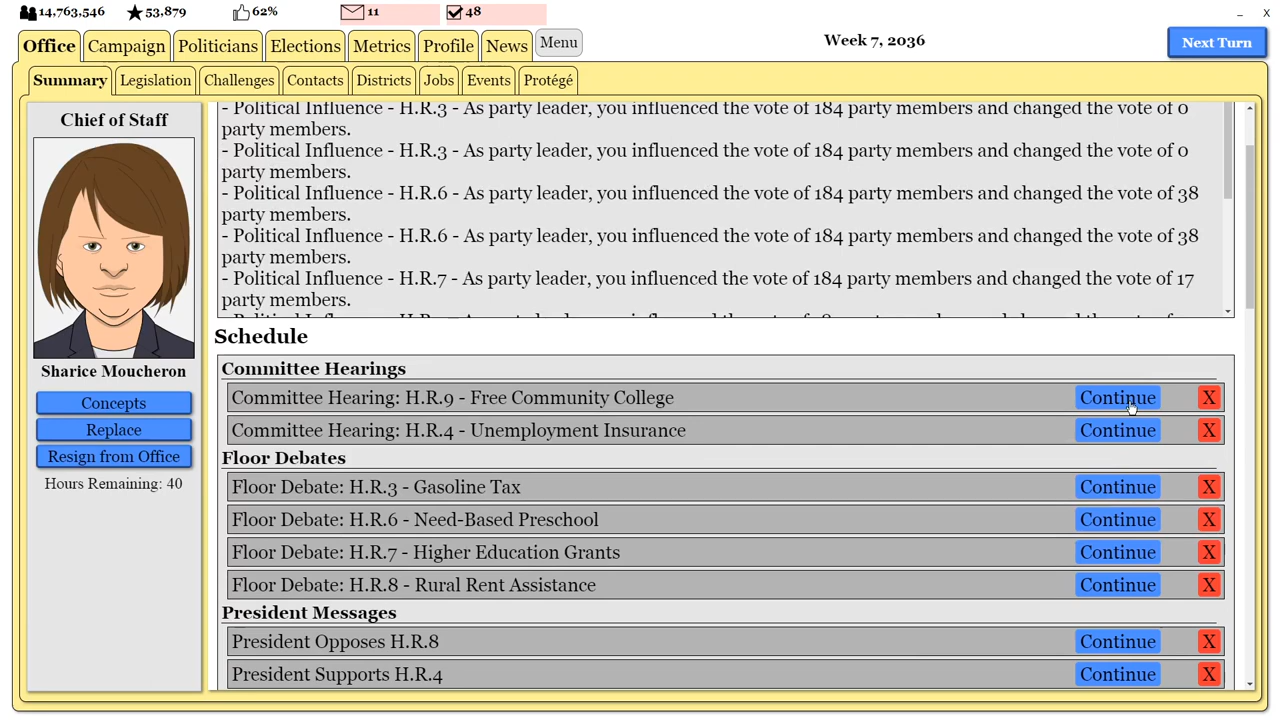 14,763,546 53,879 62% 11 48
_ X
Office Campaign Politicians Elections Metrics Profile News Menu
Week 7, 2036
Next Turn
Summary Legislation Challenges Contacts Districts Jobs Events Protégé
Chief of Staff
Sharice Moucheron
Concepts
Replace
Resign from Office
Hours Remaining: 40
- Political Influence - H.R.3 - As party leader, you influenced the vote of 184 party members and changed the vote of 0
party members.
- Political Influence - H.R.3 - As party leader, you influenced the vote of 184 party members and changed the vote of 0
party members.
- Political Influence - H.R.6 - As party leader, you influenced the vote of 184 party members and changed the vote of 38
party members.
- Political Influence - H.R.6 - As party leader, you influenced the vote of 184 party members and changed the vote of 38
party members.
- Political Influence - H.R.7 - As party leader, you influenced the vote of 184 party members and changed the vote of 17
party members.
Schedule
Committee Hearings
Committee Hearing: H.R.9 - Free Community College Continue X
Committee Hearing: H.R.4 - Unemployment Insurance Continue X
Floor Debates
Floor Debate: H.R.3 - Gasoline Tax Continue X
Floor Debate: H.R.6 - Need-Based Preschool Continue X
Floor Debate: H.R.7 - Higher Education Grants Continue X
Floor Debate: H.R.8 - Rural Rent Assistance Continue X
President Messages
President Opposes H.R.8 Continue X
President Supports H.R.4 Continue X